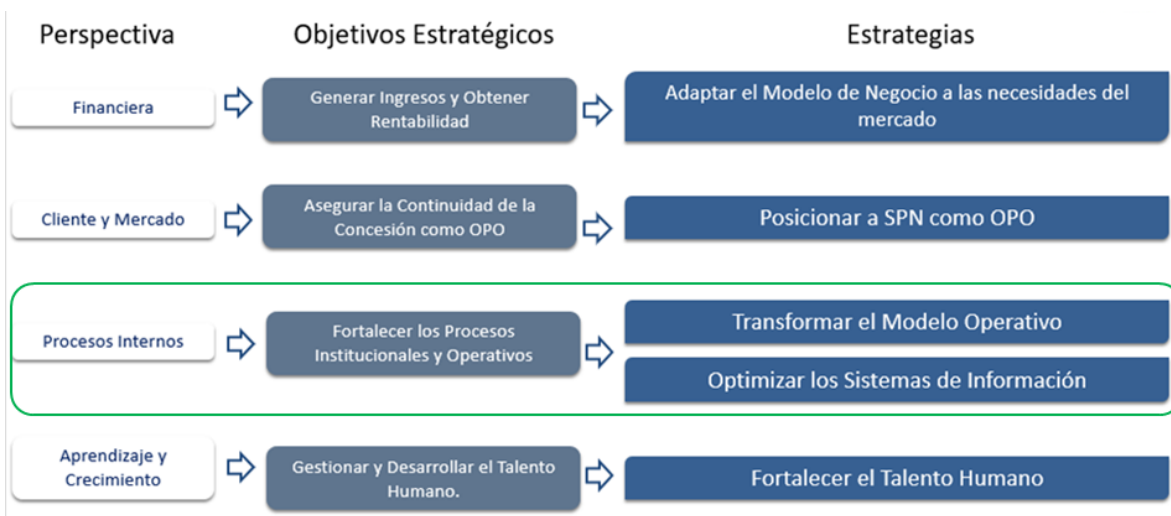 Perspectiva
Objetivos Estratégicos
Estrategias
Financiera
Generar Ingresos y Obtener
Rentabilidad
Adaptar el Modelo de Negocio a las necesidades del
mercado
Cliente y Mercado
Asegurar la Continuidad de la
Concesión como OPO
Posicionar a SPN como OPO
Procesos Internos
Fortalecer los Procesos
Institucionales y Operativos
Transformar el Modelo Operativo
Optimizar los Sistemas de Información
Aprendizaje y
Crecimiento
Gestionar y Desarrollar el Talento
Humano.
Fortalecer el Talento Humano